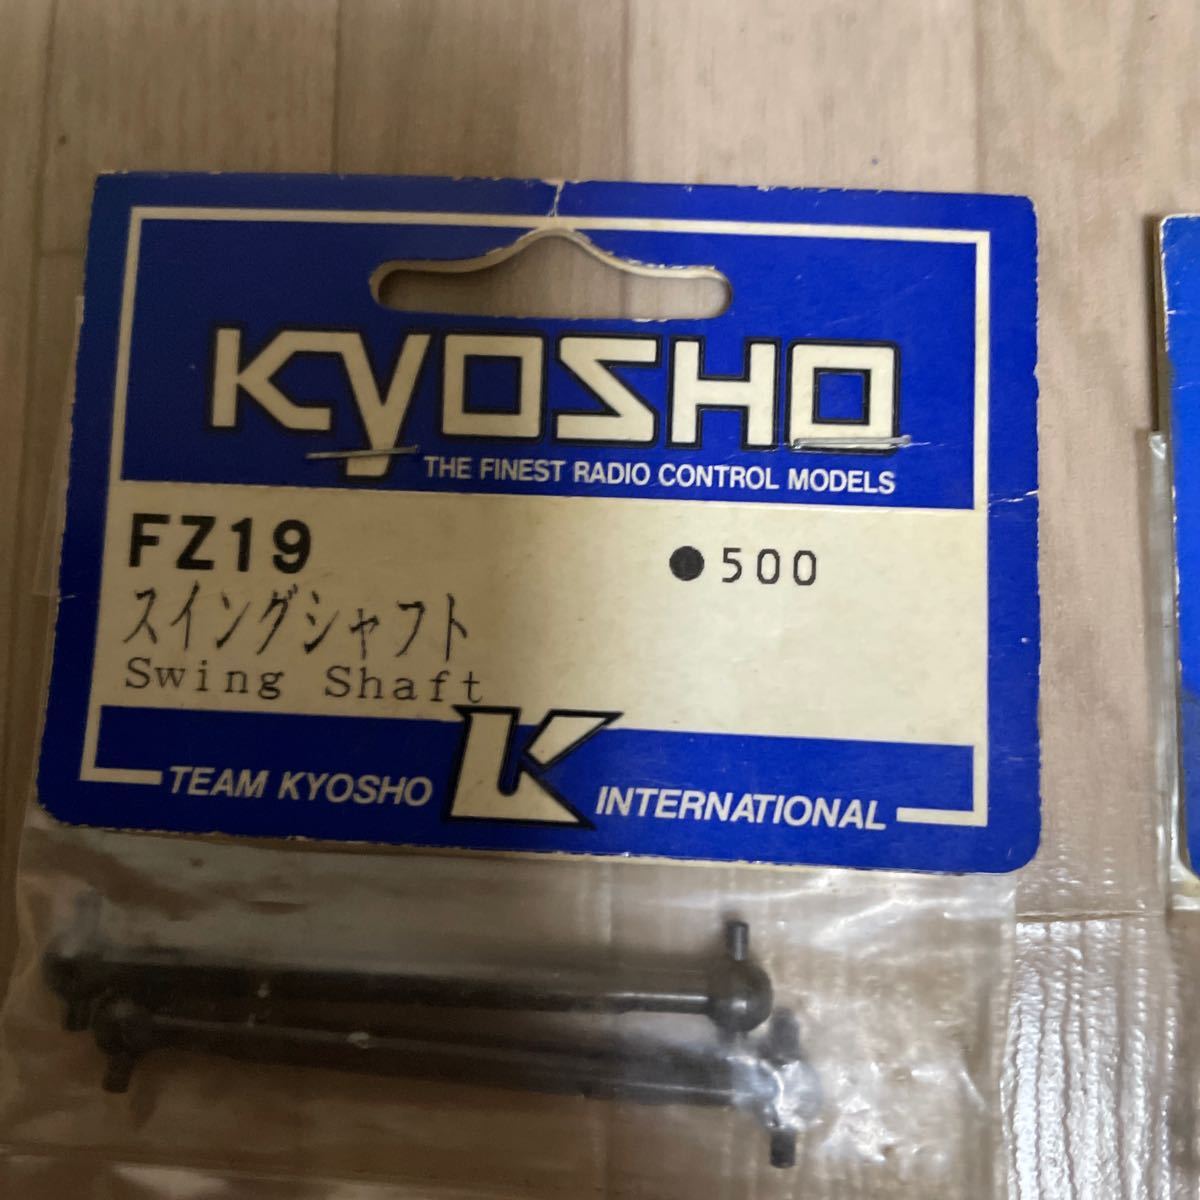 KYOSHO
THE FINEST RADIO CONTROL MODELS
FZ19 ●500
スイングシャフト
Swing Shaft
TEAM KYOSHO K INTERNATIONAL